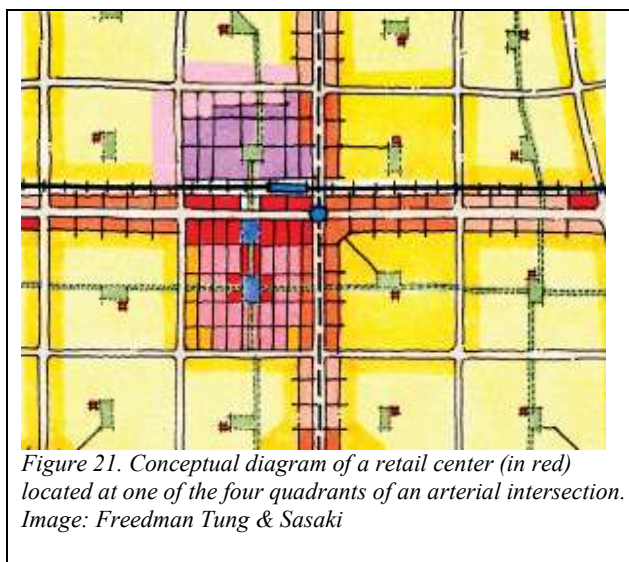 Figure 21. Conceptual diagram of a retail center (in red)
located at one of the four quadrants of an arterial intersection.
Image: Freedman Tung & Sasaki